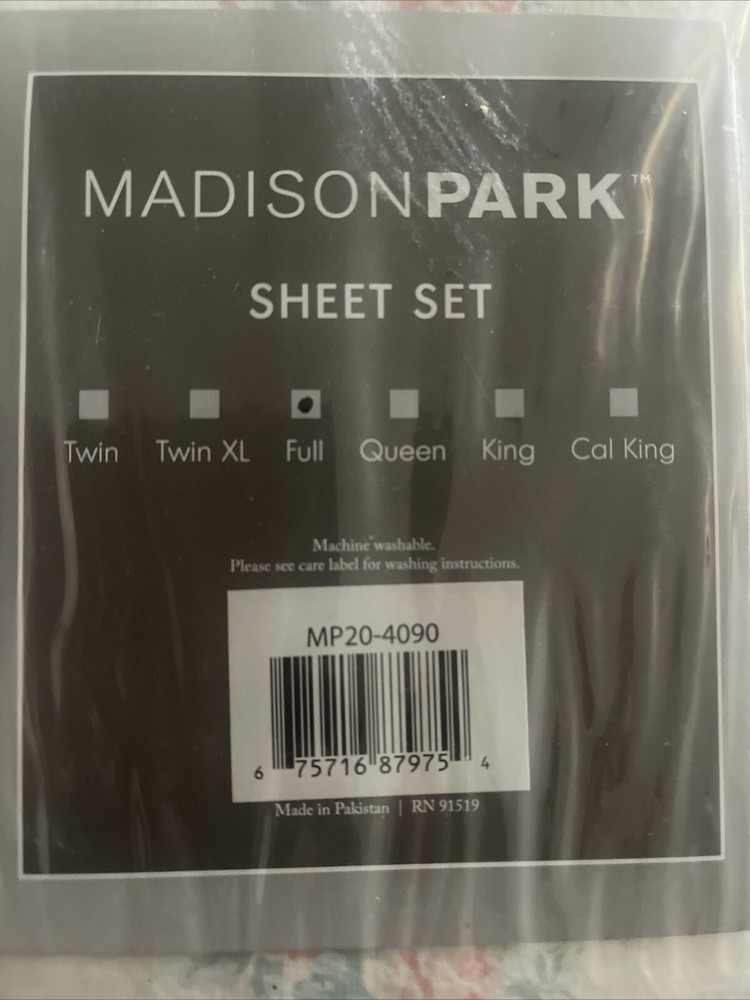 MADISONPARK™
SHEET SET
Twin Twin XL Full Queen King Cal King
Machine washable.
Please see care label for washing instructions.
MP20-4090
6 75716 87975 4
Made in Pakistan | RN 91519